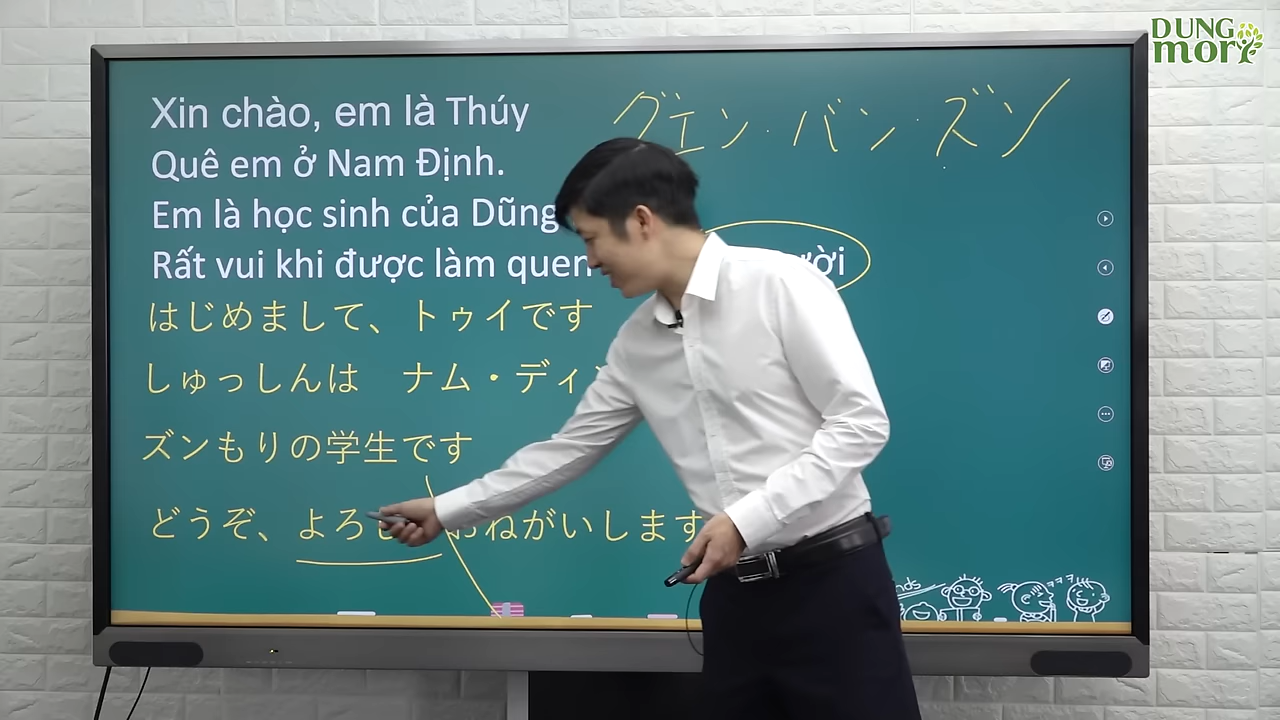 DUNG
mori
Xin chào, em là Thúy
グエン・バン・ズン
Quê em ở Nam Định.
Em là học sinh của Dũng
Rất vui khi được làm quen ười
はじめまして、トゥイです
しゅっしんは ナム・ディ
ズンもりの学生です
どうぞ、よろ おねがいします